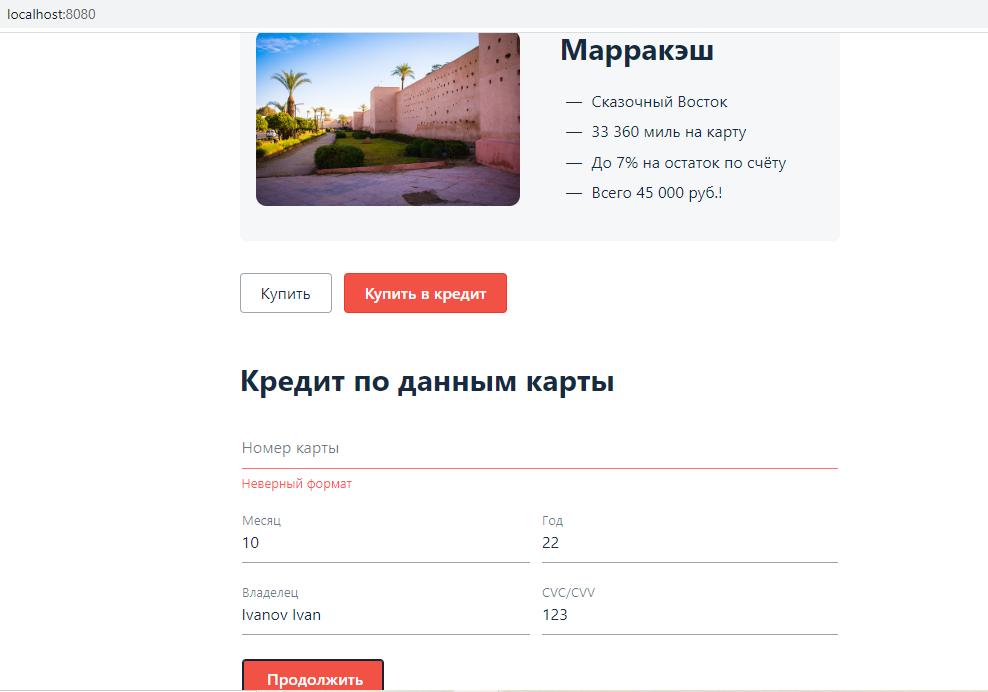 localhost:8080
Марракэш
— Сказочный Восток
— 33 360 миль на карту
— До 7% на остаток по счёту
— Всего 45 000 руб.!
Купить Купить в кредит
Кредит по данным карты
Номер карты
Неверный формат
Месяц Год
10 22
Владелец CVC/CVV
Ivanov Ivan 123
Продолжить